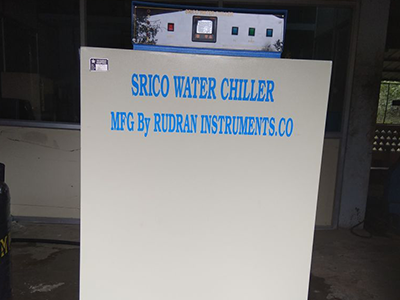 SRICO WATER CHILLER
MFG By RUDRAN INSTRUMENTS.CO